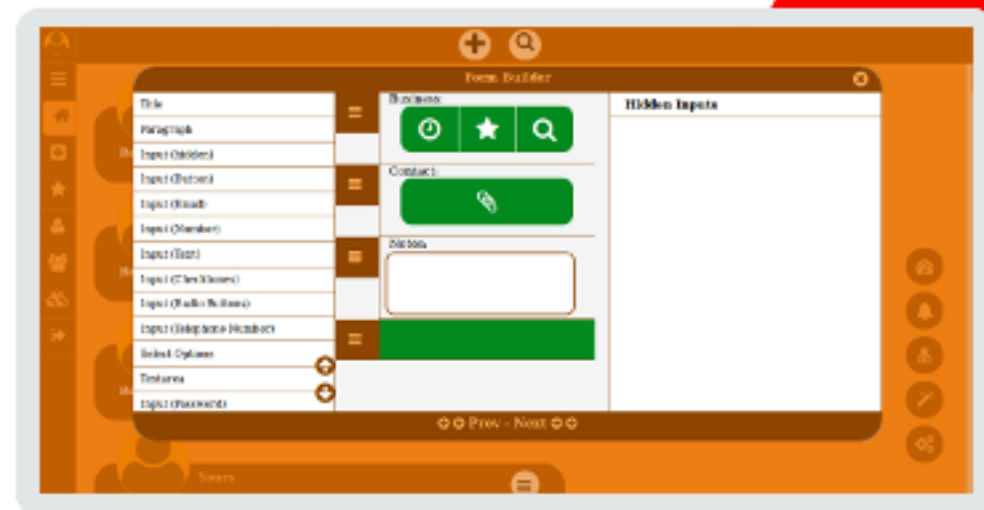 Form Builder
Title
Paragraph
Input (hidden)
Input (Button)
Input (Email)
Input (Number)
Input (Text)
Input (Checkboxes)
Input (Radio Buttons)
Input (Telephone Number)
Select Options
Textarea
Input (Password)
Business:
Contact:
Notes:
Hidden Inputs
Prev - Next